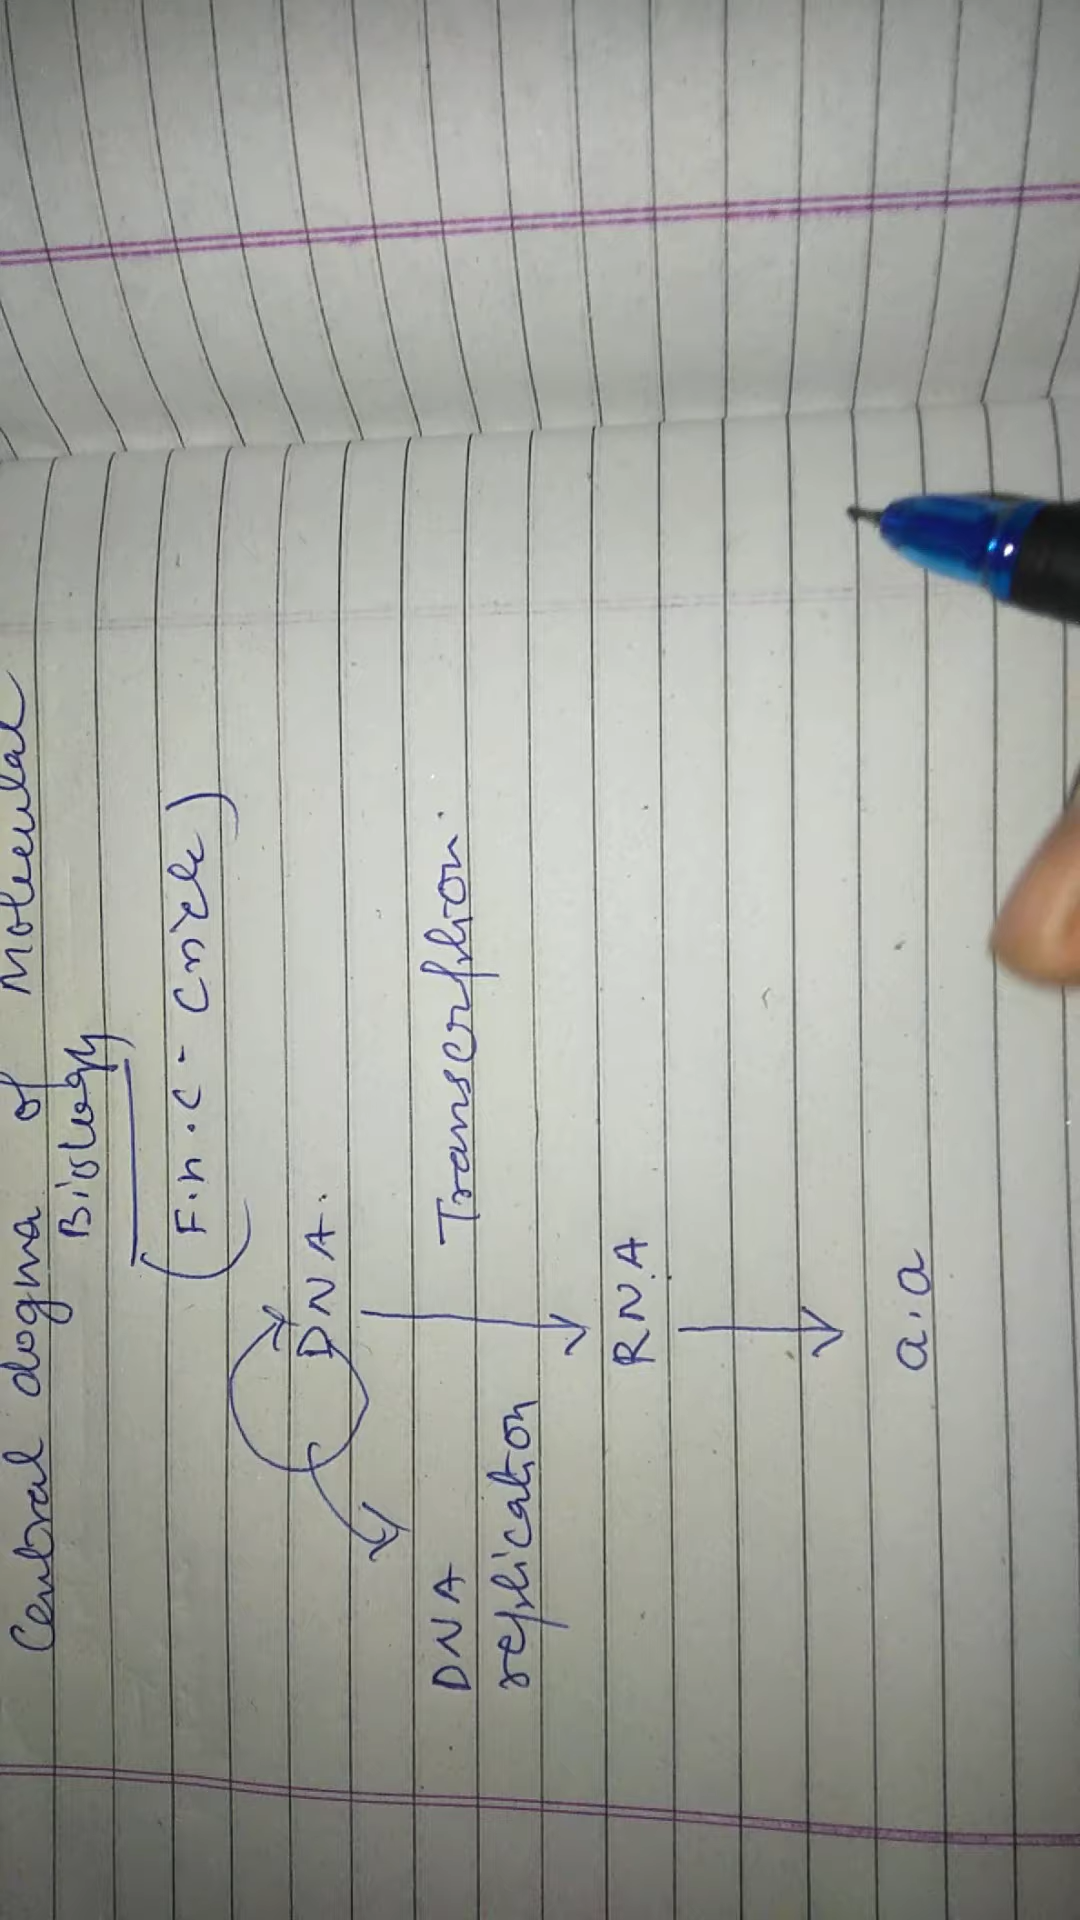 Central dogma of Molecular
Biology
(F.h.C- Crick)
DNA.
Transcription.
DNA
replication
RNA
a.a